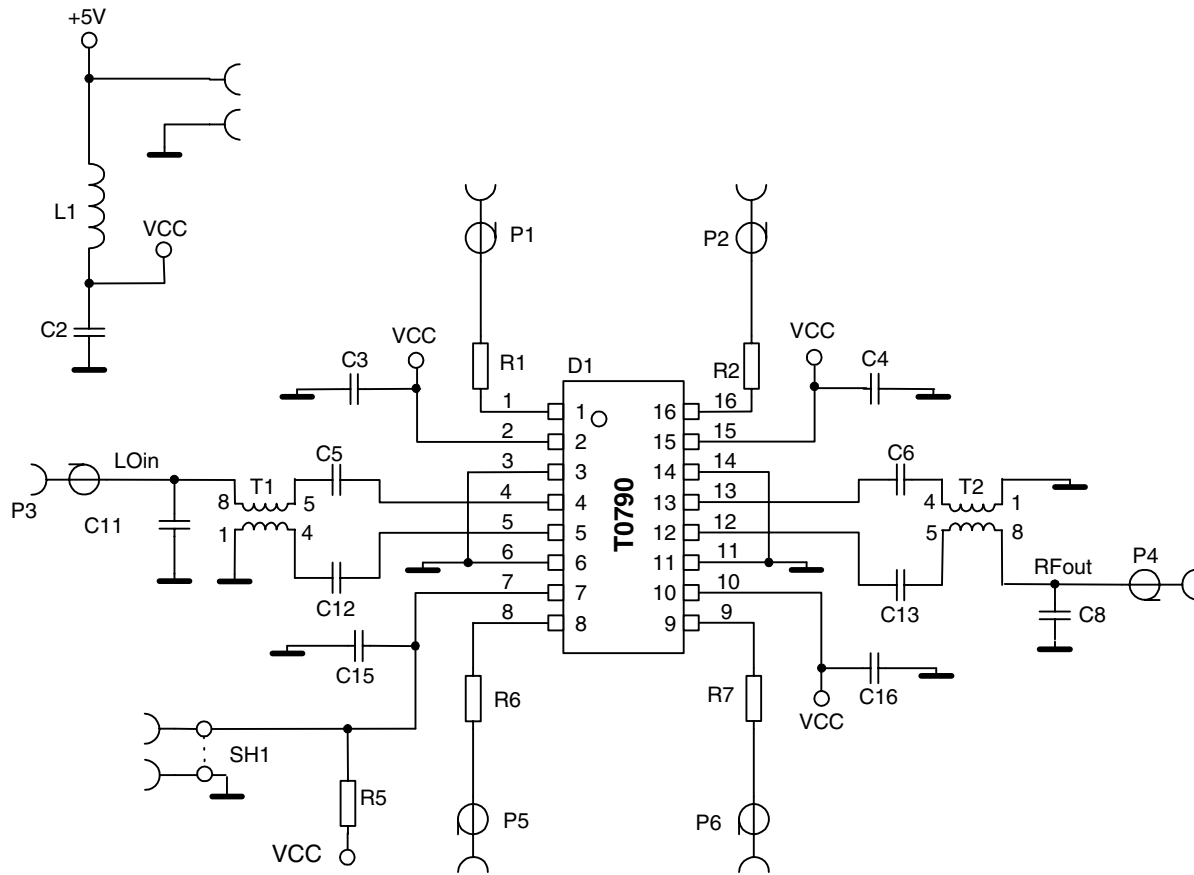 +5V
L1
VCC
C2
P1
P2
VCC
C3
R1
D1
R2
VCC
C4
1
1
16
16
2
2
15
15
3
3
14
14
4
4
13
13
5
5
12
12
6
6
11
11
7
7
10
10
8
8
9
9
T0790
P3
LOin
C11
8
T1
5
1
4
C5
C12
C6
4
T2
1
5
8
C13
RFout
P4
C8
C15
R6
R7
C16
VCC
SH1
R5
VCC
P5
P6